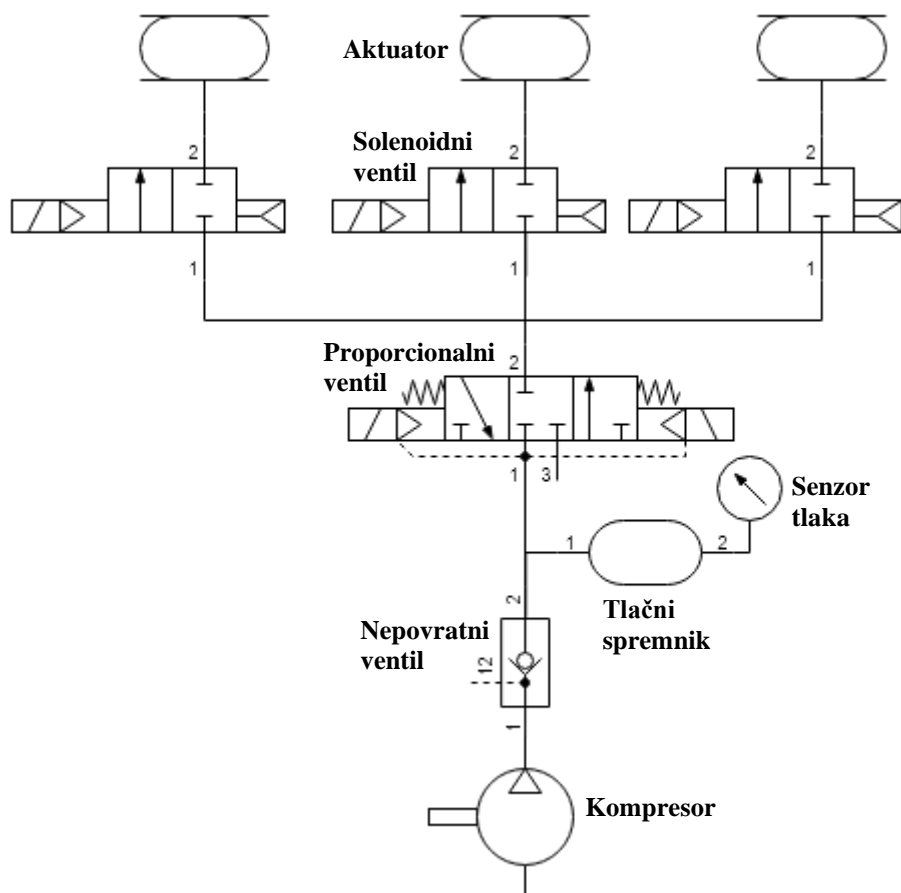 Aktuator
Solenoidni
ventil
2
2
2
1
1
1
Proporcionalni
ventil
2
1
3
Senzor
tlaka
1
2
Tlačni
spremnik
2
Nepovratni
ventil
12
1
Kompresor